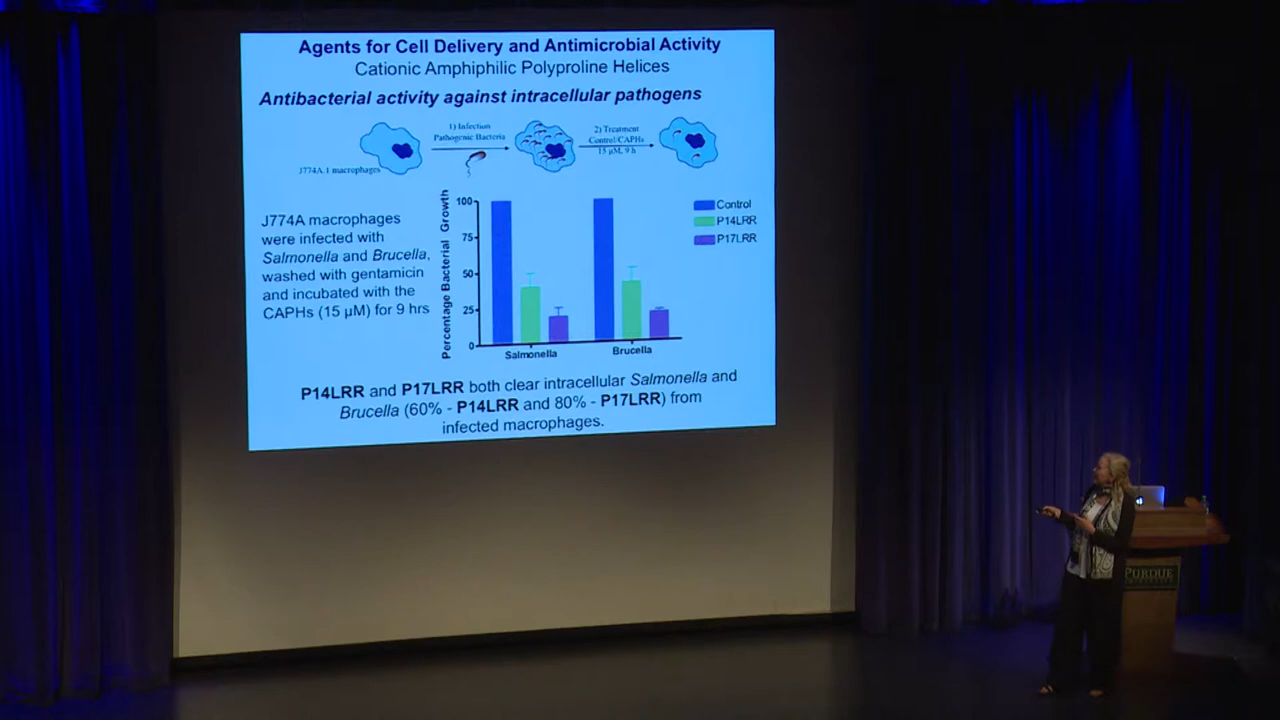 Agents for Cell Delivery and Antimicrobial Activity
Cationic Amphiphilic Polyproline Helices
Antibacterial activity against intracellular pathogens
1) Infection
Pathogenic Bacteria
2) Treatment
Control/CAPHs
15 µM, 9 h
J774A.1 macrophages
J774A macrophages
were infected with
Salmonella and Brucella,
washed with gentamicin
and incubated with the
CAPHs (15 µM) for 9 hrs
Percentage Bacterial Growth
100
75
50
25
0
Salmonella
Brucella
Control
P14LRR
P17LRR
P14LRR and P17LRR both clear intracellular Salmonella and
Brucella (60% - P14LRR and 80% - P17LRR) from
infected macrophages.
PURDUE